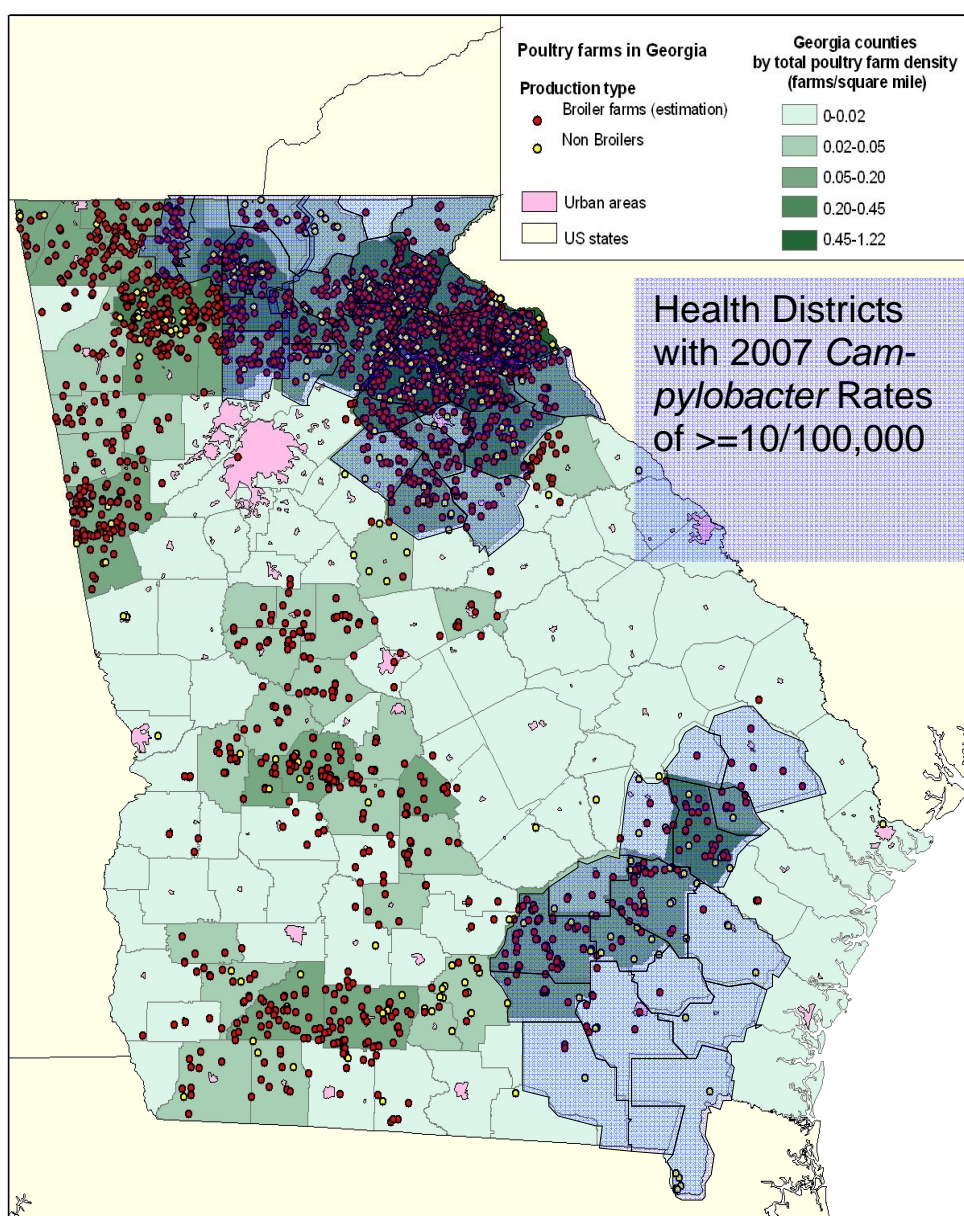 Poultry farms in Georgia
Production type
Broiler farms (estimation)
Non Broilers
Urban areas
US states
Georgia counties
by total poultry farm density
(farms/square mile)
0-0.02
0.02-0.05
0.05-0.20
0.20-0.45
0.45-1.22
Health Districts
with 2007 Cam-
pylobacter Rates
of >=10/100,000